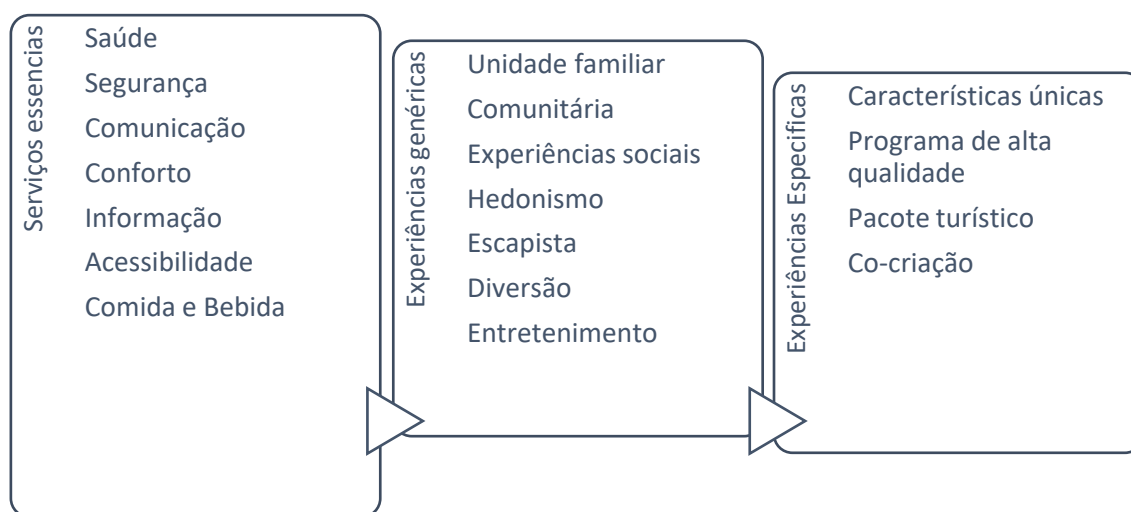 Serviços essencias
Saúde
Segurança
Comunicação
Conforto
Informação
Acessibilidade
Comida e Bebida
Experiências genéricas
Unidade familiar
Comunitária
Experiências sociais
Hedonismo
Escapista
Diversão
Entretenimento
Experiências Especificas
Características únicas
Programa de alta
qualidade
Pacote turístico
Co-criação